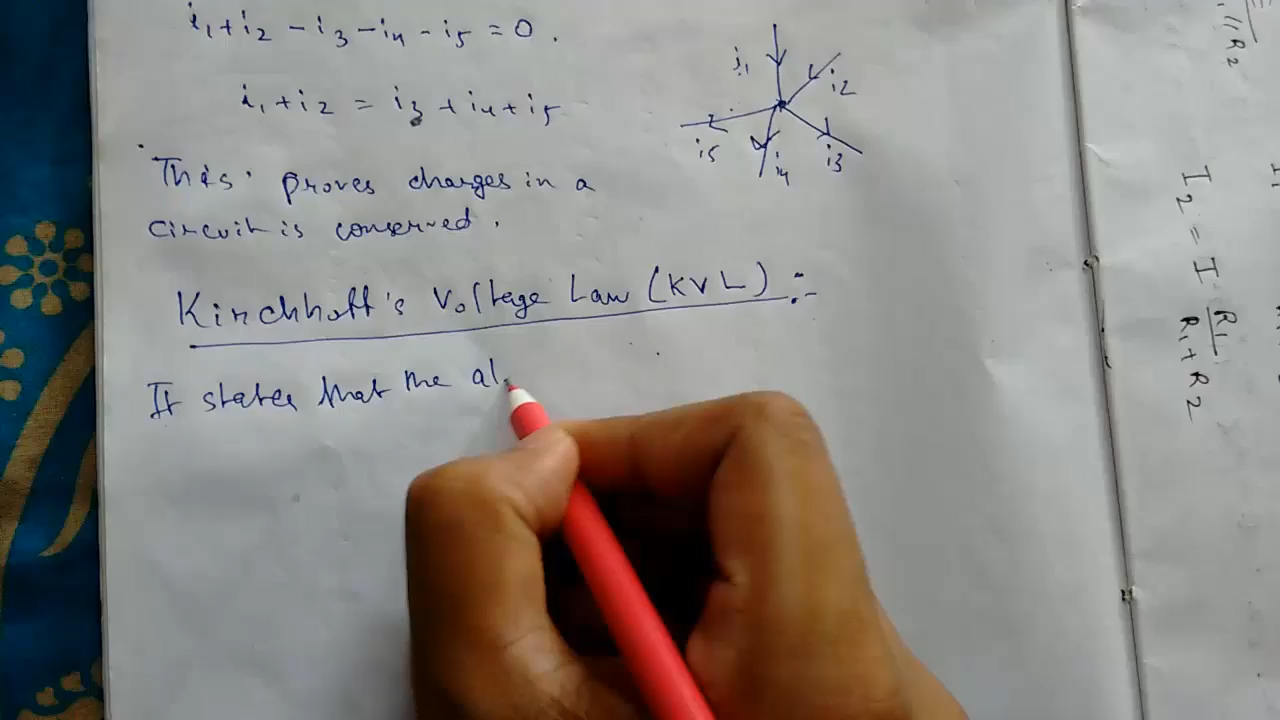 i₁+i₂ -i₃-i₄-i₅ =0.
i₁+i₂ = i₃+i₄+i₅
i₁
i₂
i₅
i₄
i₃
This proves charges in a
circuit is conserved.
Kirchhoff's Voltage Law (KVL) :-
It states that the al
I₂ = I R₁
R₁+R₂
R₂